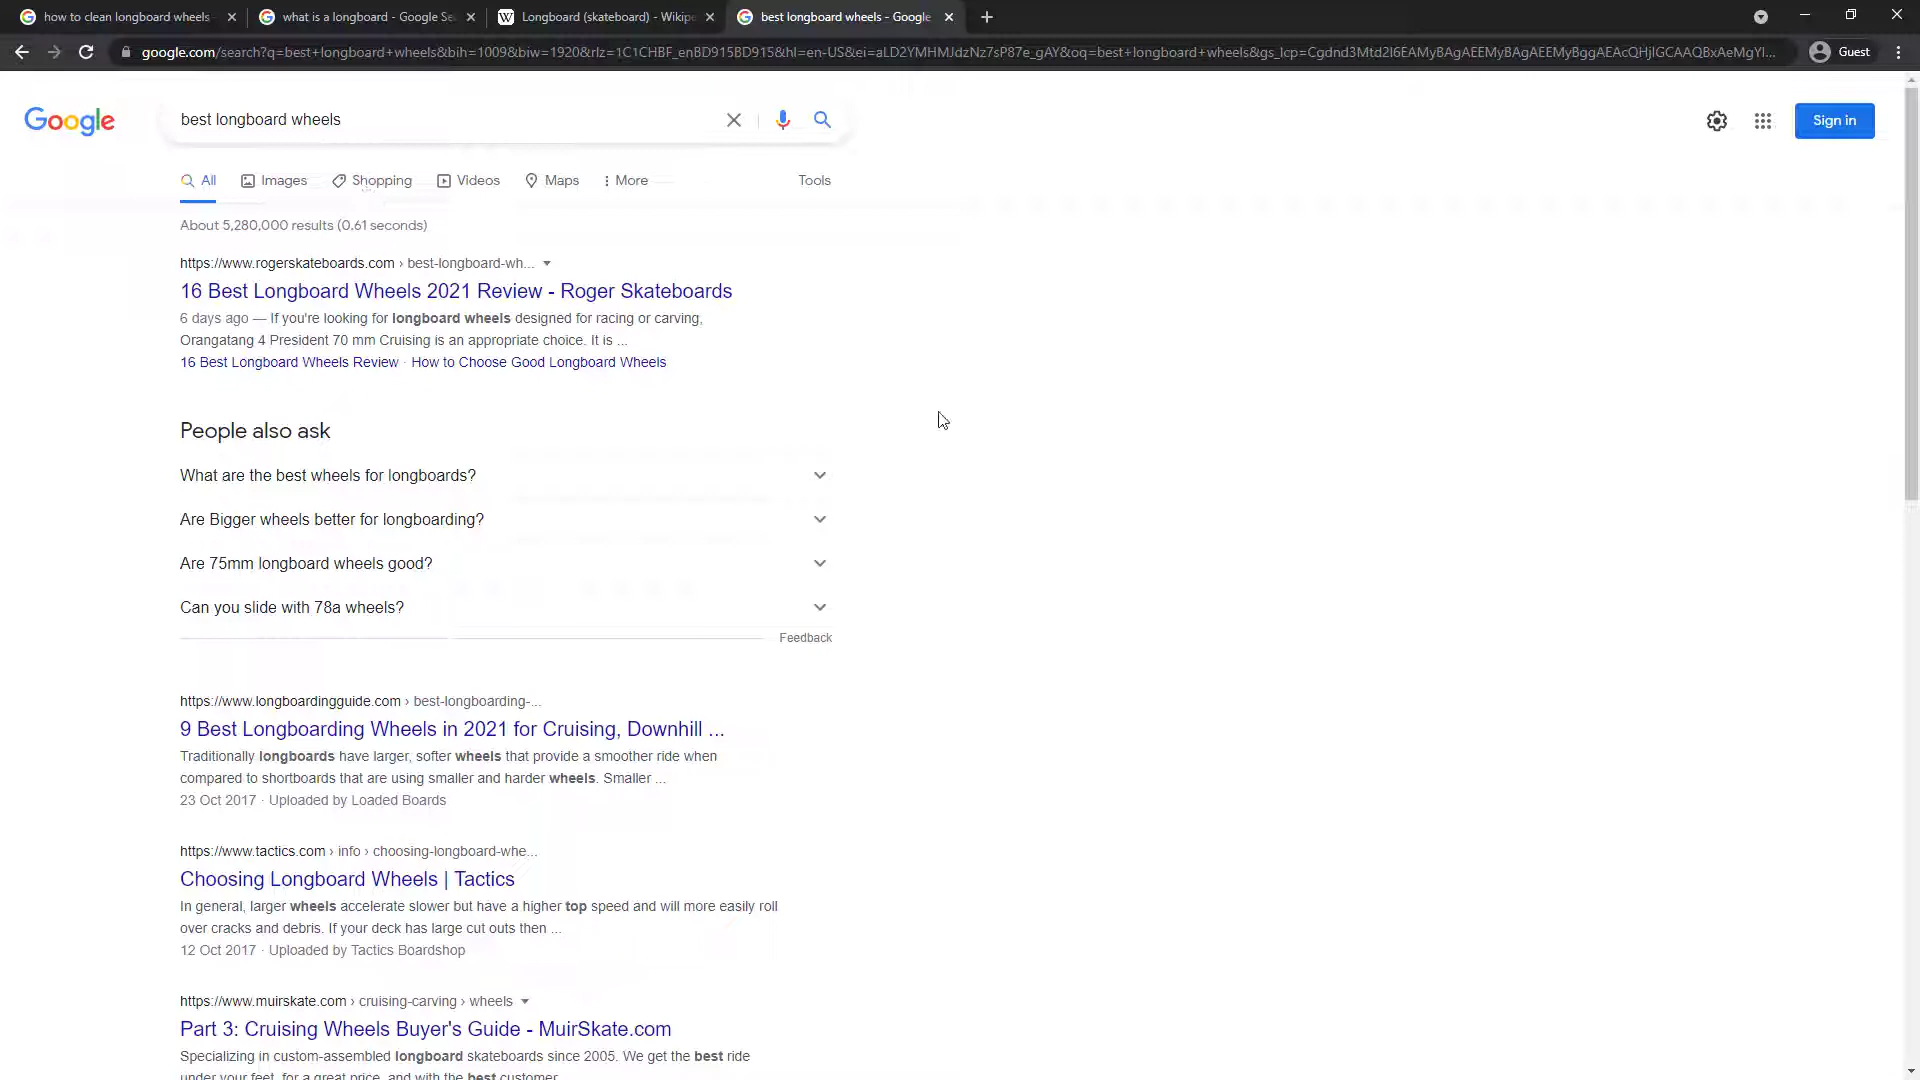 how to clean longboard wheels
what is a longboard - Google Se
Longboard (skateboard) - Wikipe
best longboard wheels - Google
google.com/search?q=best+longboard+wheels&bih=1009&biw=1920&rlz=1C1CHBF_enBD915BD915&hl=en-US&ei=aLD2YMHMJdzNz7sP87e_gAY&oq=best+longboard+wheels&gs_lcp=Cgdnd3Mtd2l6EAMyBAgAEEMyBAgAEEMyBggAEAcQHjIGCAAQBxAeMgYI...
Guest
Google
best longboard wheels
Sign in
All
Images
Shopping
Videos
Maps
More
Tools
About 5,280,000 results (0.61 seconds)
https://www.rogerskateboards.com › best-longboard-wh...
16 Best Longboard Wheels 2021 Review - Roger Skateboards
6 days ago — If you're looking for longboard wheels designed for racing or carving,
Orangatang 4 President 70 mm Cruising is an appropriate choice. It is ...
16 Best Longboard Wheels Review · How to Choose Good Longboard Wheels
People also ask
What are the best wheels for longboards?
Are Bigger wheels better for longboarding?
Are 75mm longboard wheels good?
Can you slide with 78a wheels?
Feedback
https://www.longboardingguide.com › best-longboarding-...
9 Best Longboarding Wheels in 2021 for Cruising, Downhill ...
Traditionally longboards have larger, softer wheels that provide a smoother ride when
compared to shortboards that are using smaller and harder wheels. Smaller ...
23 Oct 2017 · Uploaded by Loaded Boards
https://www.tactics.com › info › choosing-longboard-whe...
Choosing Longboard Wheels | Tactics
In general, larger wheels accelerate slower but have a higher top speed and will more easily roll
over cracks and debris. If your deck has large cut outs then ...
12 Oct 2017 · Uploaded by Tactics Boardshop
https://www.muirskate.com › cruising-carving › wheels
Part 3: Cruising Wheels Buyer's Guide - MuirSkate.com
Specializing in custom-assembled longboard skateboards since 2005. We get the best ride
under your feet, for a great price, and with the best customer